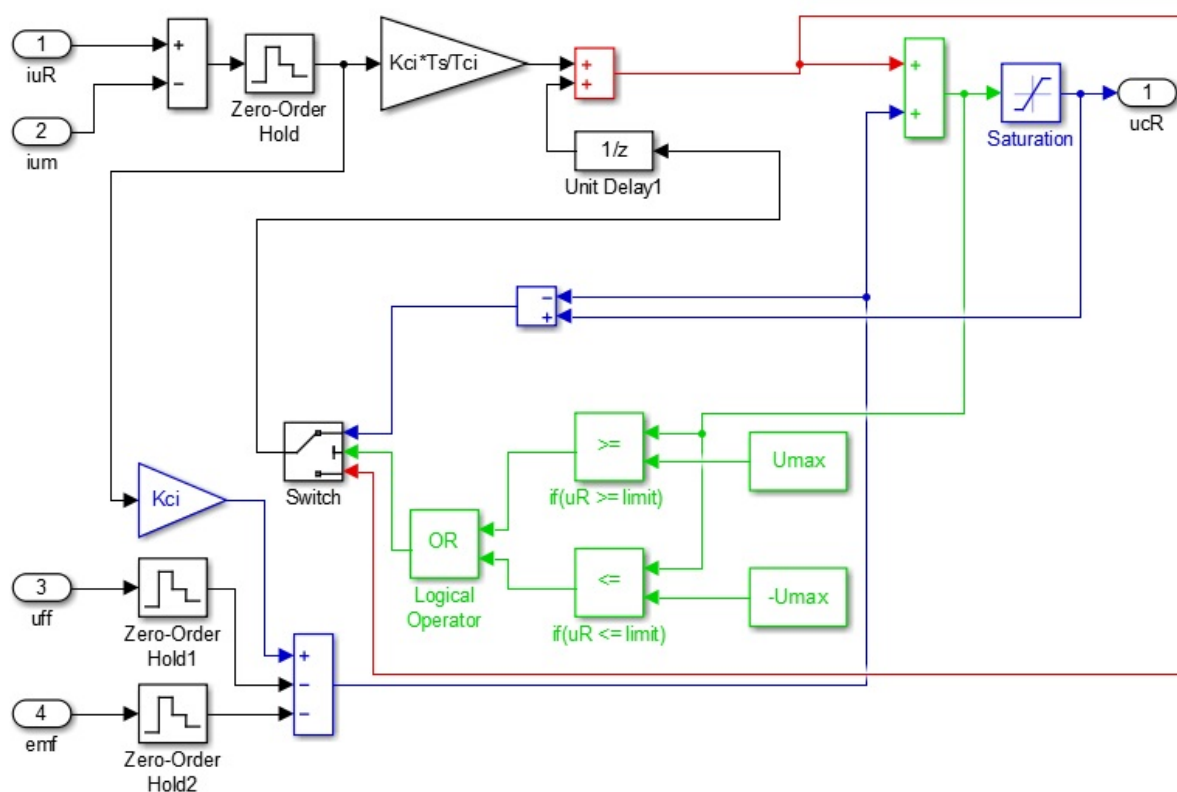 1
iuR
+
−
2
ium
Zero-Order
Hold
Kci*Ts/Tci
+
+
1/z
Unit Delay1
+
+
Saturation
1
ucR
−
+
Switch
>=
if(uR >= limit)
Umax
OR
Logical
Operator
<=
if(uR <= limit)
-Umax
Kci
3
uff
Zero-Order
Hold1
4
emf
Zero-Order
Hold2
+
−
−